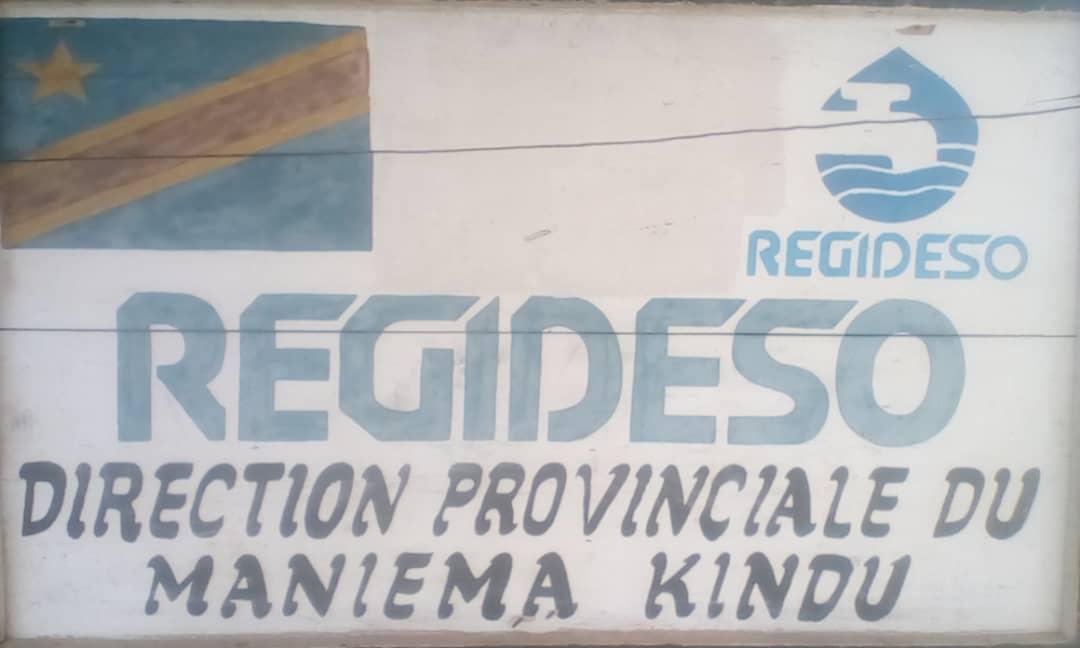 REGIDESO
REGIDESO
DIRECTION PROVINCIALE DU
MANIEMA KINDU